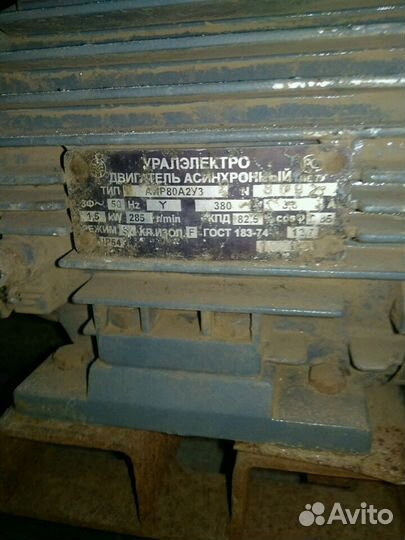 УРАЛЭЛЕКТРО
ДВИГАТЕЛЬ АСИНХРОННЫЙ
ТИП АИР80А2У3 N
3Ф~ 50 Hz Y 380
1,5 kW 285 r/min КПД 82,5 cos
РЕЖИМ S1 КЛ.ИЗОЛ. F ГОСТ 183-74
IP54
Avito